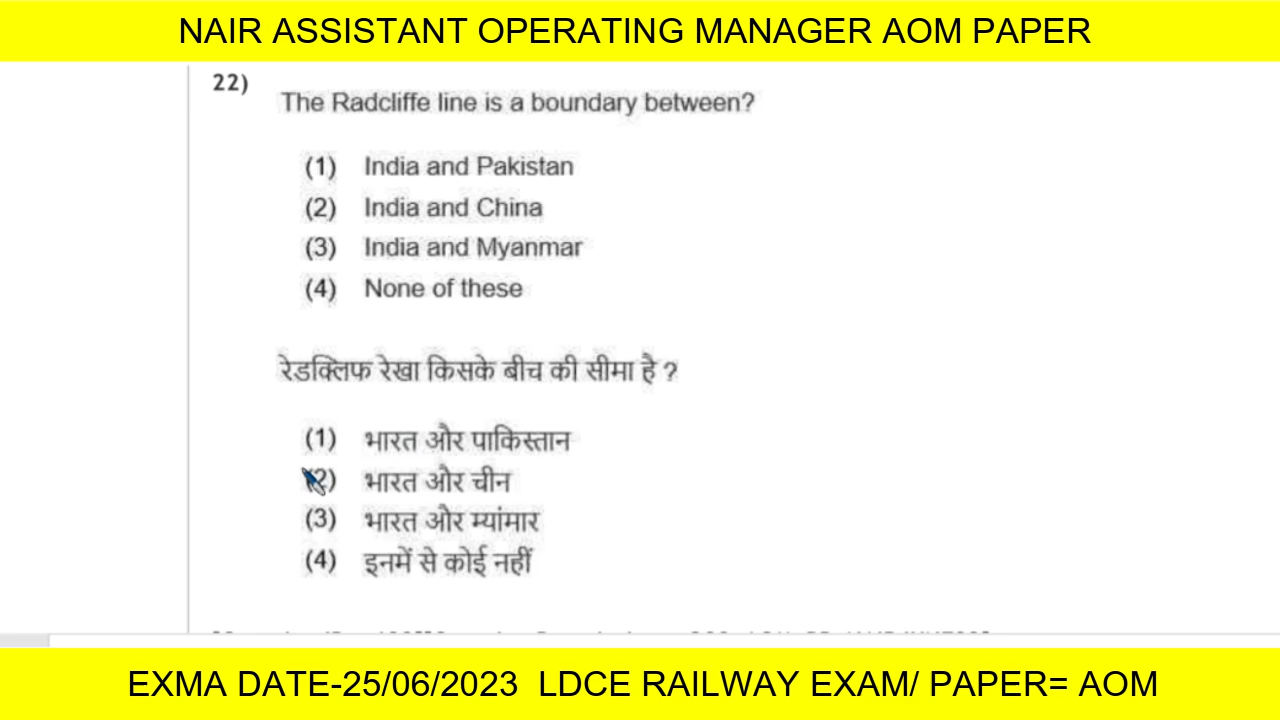 NAIR ASSISTANT OPERATING MANAGER AOM PAPER
22)
The Radcliffe line is a boundary between?
(1) India and Pakistan
(2) India and China
(3) India and Myanmar
(4) None of these
रेडक्लिफ रेखा किसके बीच की सीमा है ?
(1) भारत और पाकिस्तान
(2) भारत और चीन
(3) भारत और म्यांमार
(4) इनमें से कोई नहीं
EXMA DATE-25/06/2023 LDCE RAILWAY EXAM/ PAPER= AOM